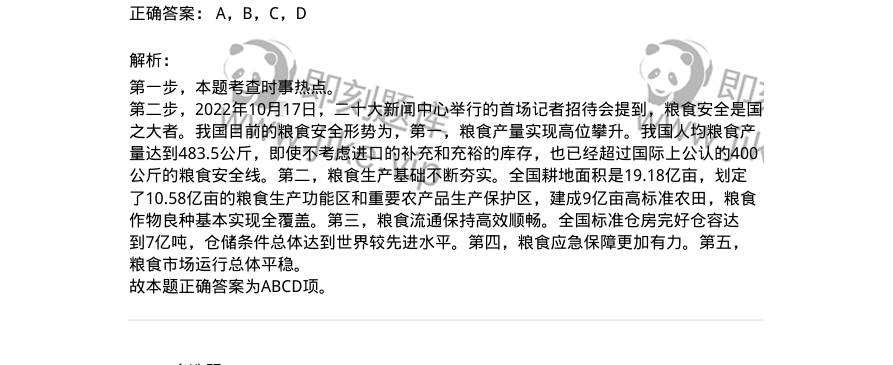 正确答案： A，B，C，D
解析：
第一步，本题考查时事热点。
第二步，2022年10月17日，二十大新闻中心举行的首场记者招待会提到，粮食安全是国
之大者。我国目前的粮食安全形势为，第一，粮食产量实现高位攀升。我国人均粮食产
量达到483.5公斤，即使不考虑进口的补充和充裕的库存，也已经超过国际上公认的400
公斤的粮食安全线。第二，粮食生产基础不断夯实。全国耕地面积是19.18亿亩，划定
了10.58亿亩的粮食生产功能区和重要农产品生产保护区，建成9亿亩高标准农田，粮食
作物良种基本实现全覆盖。第三，粮食流通保持高效顺畅。全国标准仓房完好仓容达
到7亿吨，仓储条件总体达到世界较先进水平。第四，粮食应急保障更加有力。第五，
粮食市场运行总体平稳。
故本题正确答案为ABCD项。
即刻题库
www.jike.vip
即刻
www.jike